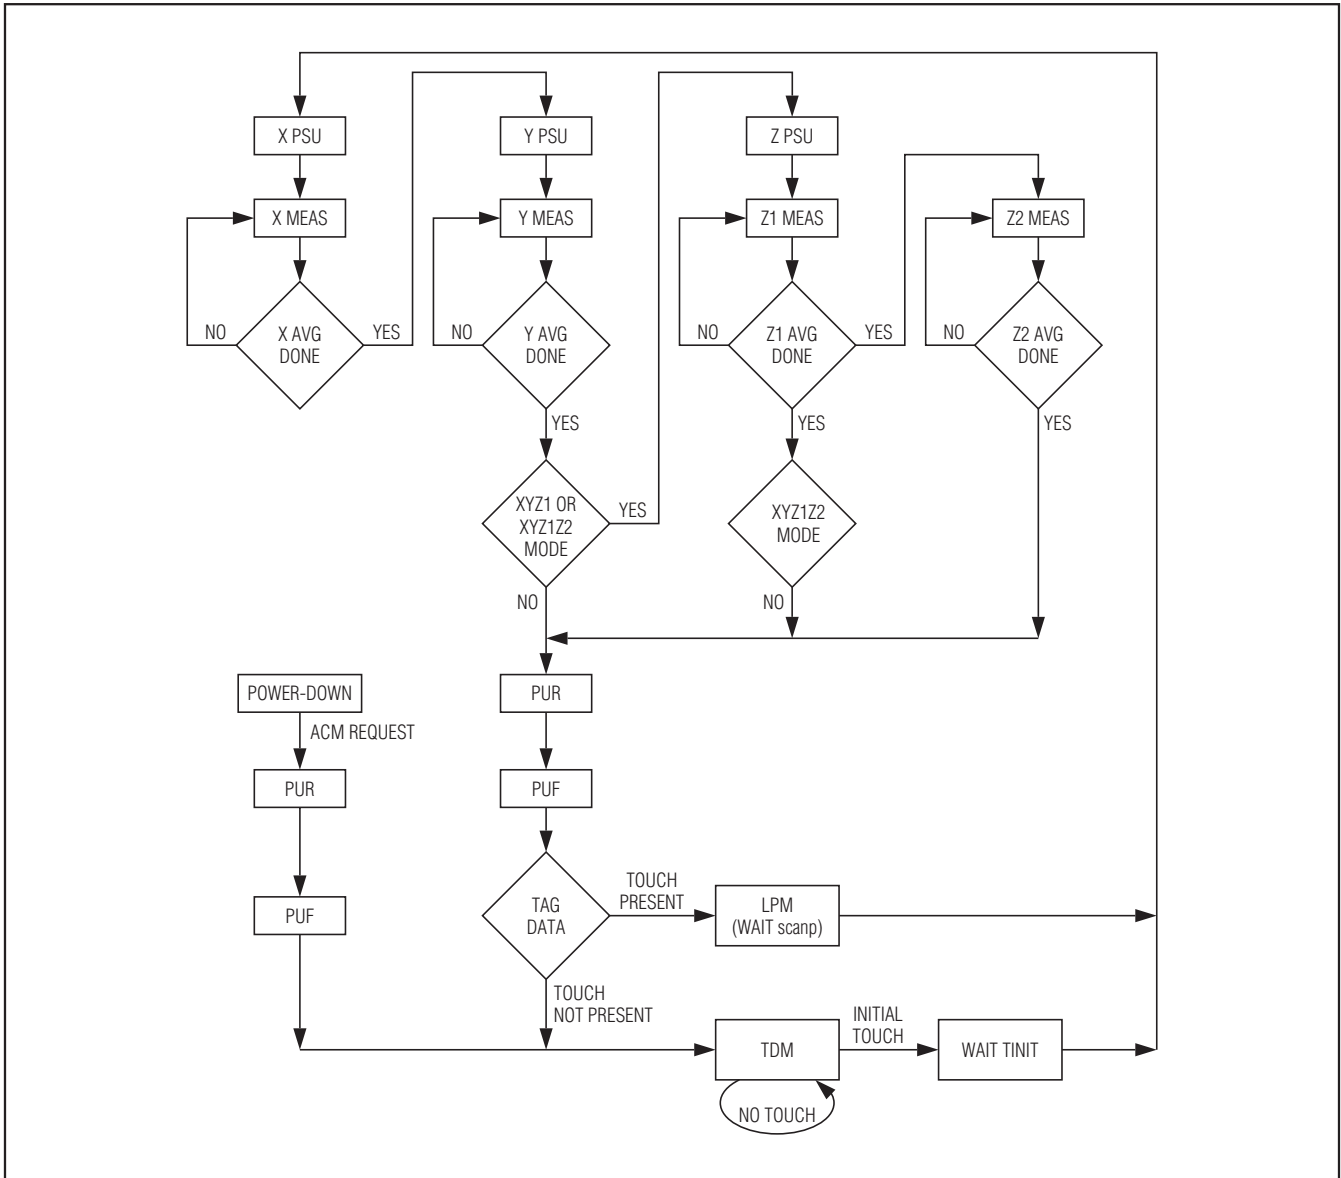 X PSU
Y PSU
Z PSU
X MEAS
Y MEAS
Z1 MEAS
Z2 MEAS
NO
X AVG
DONE
YES
NO
Y AVG
DONE
YES
NO
Z1 AVG
DONE
YES
YES
NO
Z2 AVG
DONE
YES
XYZ1 OR
XYZ1Z2
MODE
YES
NO
XYZ1Z2
MODE
NO
POWER-DOWN
ACM REQUEST
PUR
PUF
PUR
PUF
TAG
DATA
TOUCH
PRESENT
LPM
(WAIT scanp)
TOUCH
NOT PRESENT
TDM
INITIAL
TOUCH
WAIT TINIT
NO TOUCH